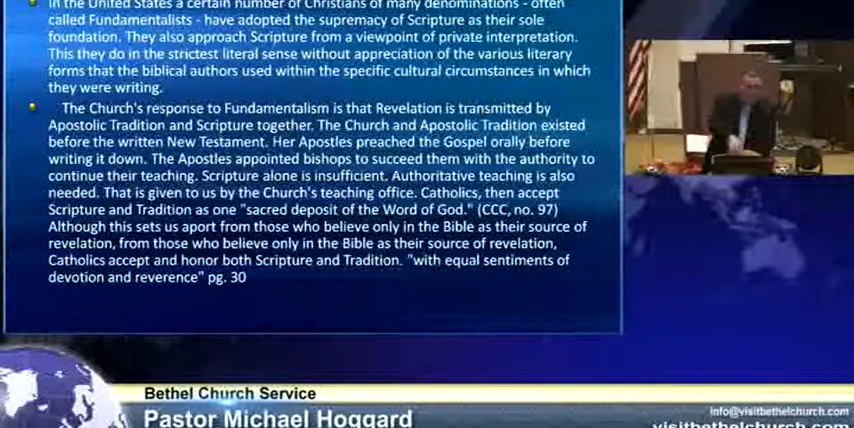 In the United States a certain number of Christians of many denominations - often
called Fundamentalists - have adopted the supremacy of Scripture as their sole
foundation. They also approach Scripture from a viewpoint of private interpretation.
This they do in the strictest literal sense without appreciation of the various literary
forms that the biblical authors used within the specific cultural circumstances in which
they were writing.
The Church's response to Fundamentalism is that Revelation is transmitted by
Apostolic Tradition and Scripture together. The Church and Apostolic Tradition existed
before the written New Testament. Her Apostles preached the Gospel orally before
writing it down. The Apostles appointed bishops to succeed them with the authority to
continue their teaching. Scripture alone is insufficient. Authoritative teaching is also
needed. That is given to us by the Church's teaching office. Catholics, then accept
Scripture and Tradition as one "sacred deposit of the Word of God." (CCC, no. 97)
Although this sets us aport from those who believe only in the Bible as their source of
revelation, from those who believe only in the Bible as their source of revelation,
Catholics accept and honor both Scripture and Tradition. "with equal sentiments of
devotion and reverence" pg. 30
Bethel Church Service
Pastor Michael Hoggard
info@visitbethelchurch.com
visitbethelchurch.com